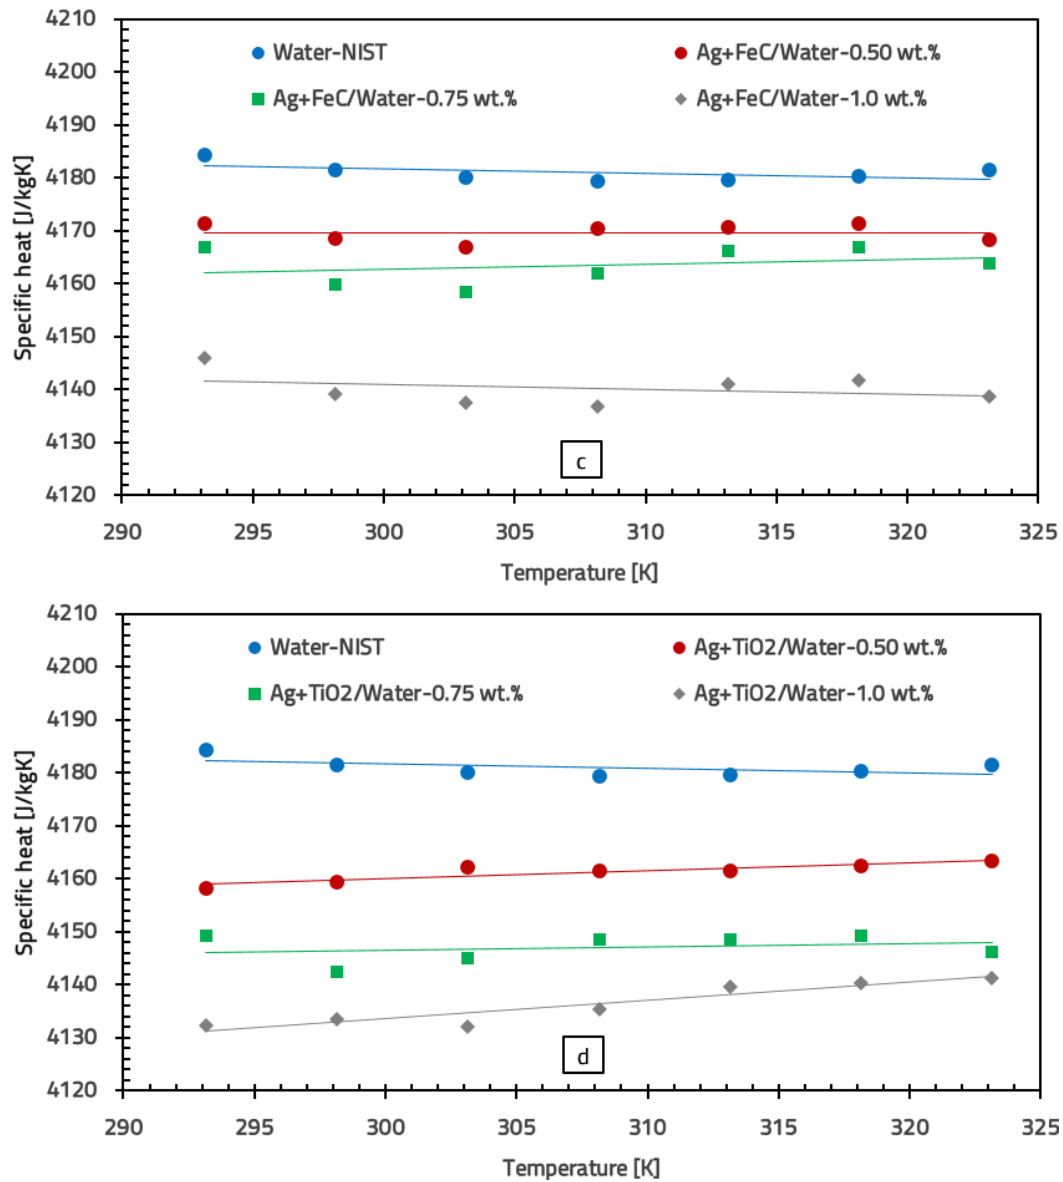 4210
4200
4190
4180
4170
4160
4150
4140
4130
4120
Specific heat [J/kgK]
Water-NIST
Ag+FeC/Water-0.50 wt.%
Ag+FeC/Water-0.75 wt.%
Ag+FeC/Water-1.0 wt.%
c
290 295 300 305 310 315 320 325
Temperature [K]
4210
4200
4190
4180
4170
4160
4150
4140
4130
4120
Specific heat [J/kgK]
Water-NIST
Ag+TiO2/Water-0.50 wt.%
Ag+TiO2/Water-0.75 wt.%
Ag+TiO2/Water-1.0 wt.%
d
290 295 300 305 310 315 320 325
Temperature [K]